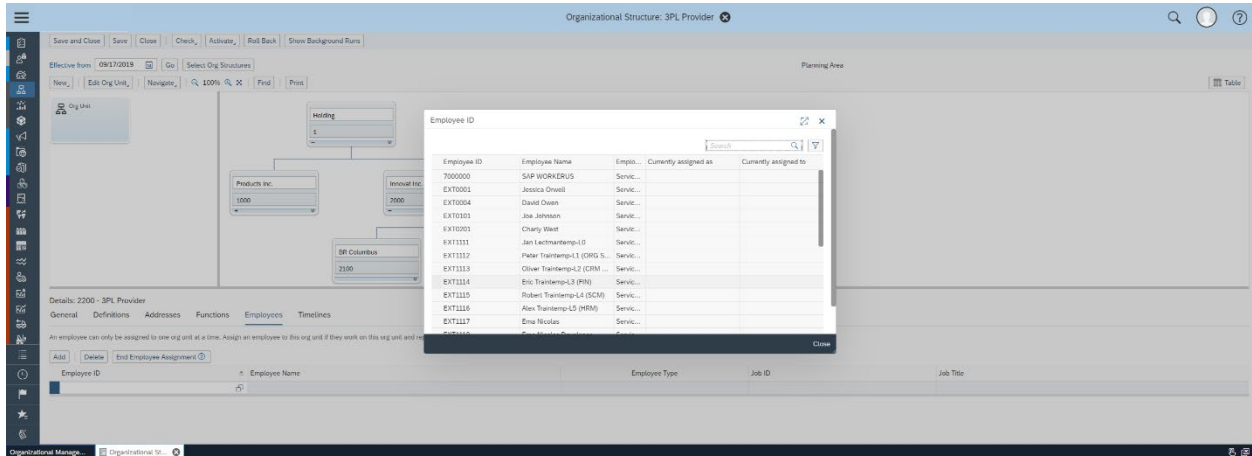 Organizational Structure: 3PL Provider
Save and Close Save Close Check Activate Roll Back Show Background Runs
Effective from 09/17/2019 Go Select Org Structures Planning Area
New Edit Org Unit Navigate 100% Find Print Table
Org Unit
Holding
1
Products Inc.
1000
Innovat Inc.
2000
BR Columbus
2100
Employee ID
Search
Employee ID Employee Name Emplo... Currently assigned as Currently assigned to
7000000 SAP WORKERUS Servic...
EXT0001 Jessica Orwell Servic...
EXT0004 David Owen Servic...
EXT0101 Joe Johnson Servic...
EXT0201 Charly West Servic...
EXT1111 Jan Lectmantemp-L0 Servic...
EXT1112 Peter Traintemp-L1 (ORG S... Servic...
EXT1113 Oliver Traintemp-L2 (CRM ... Servic...
EXT1114 Eric Traintemp-L3 (FIN) Servic...
EXT1115 Robert Traintemp-L4 (SCM) Servic...
EXT1116 Alex Traintemp-L5 (HRM) Servic...
EXT1117 Ema Nicolas Servic...
Close
Details: 2200 - 3PL Provider
General Definitions Addresses Functions Employees Timelines
An employee can only be assigned to one org unit at a time. Assign an employee to this org unit if they work on this org unit and
Add Delete End Employee Assignment
Employee ID Employee Name Employee Type Job ID Job Title
Organizational Manage... Organizational St...